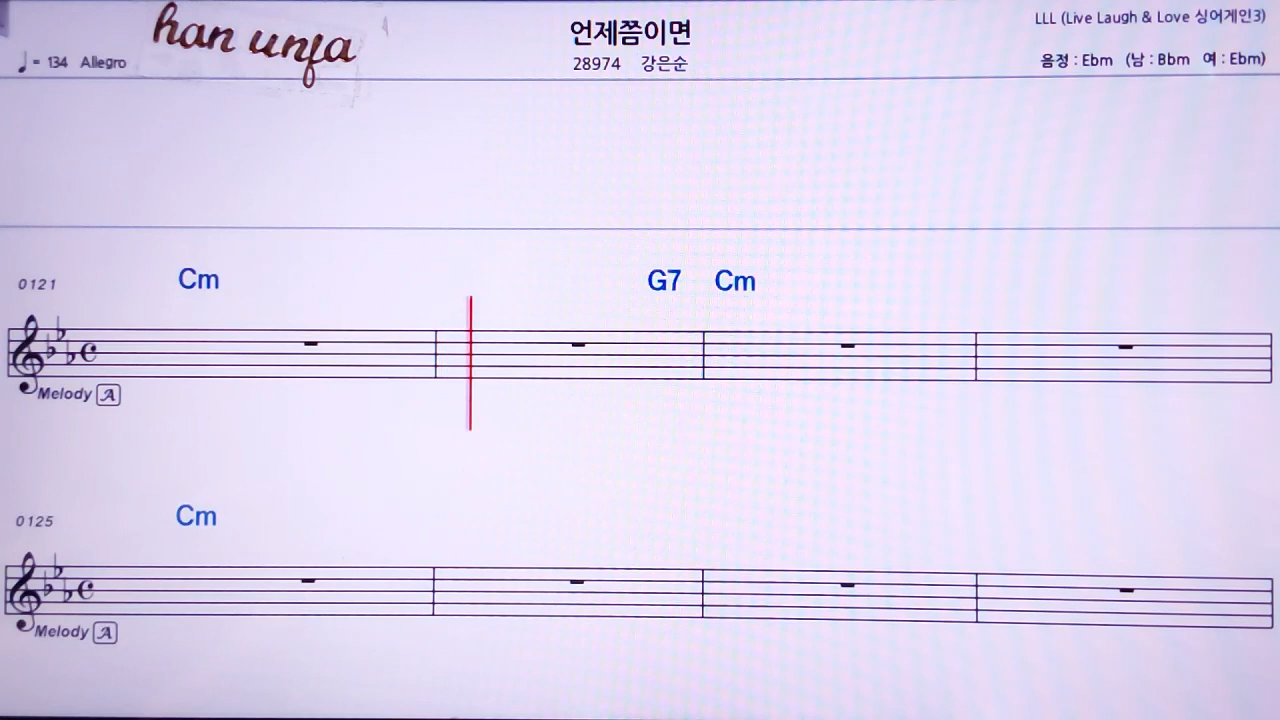 han unfa
언제쯤이면
LLL (Live Laugh & Love 싱어게인3)
♩= 134 Allegro
28974 강은순
음정 : Ebm (남 : Bbm 여 : Ebm)
0121 Cm G7 Cm
Melody A
0125 Cm
Melody A